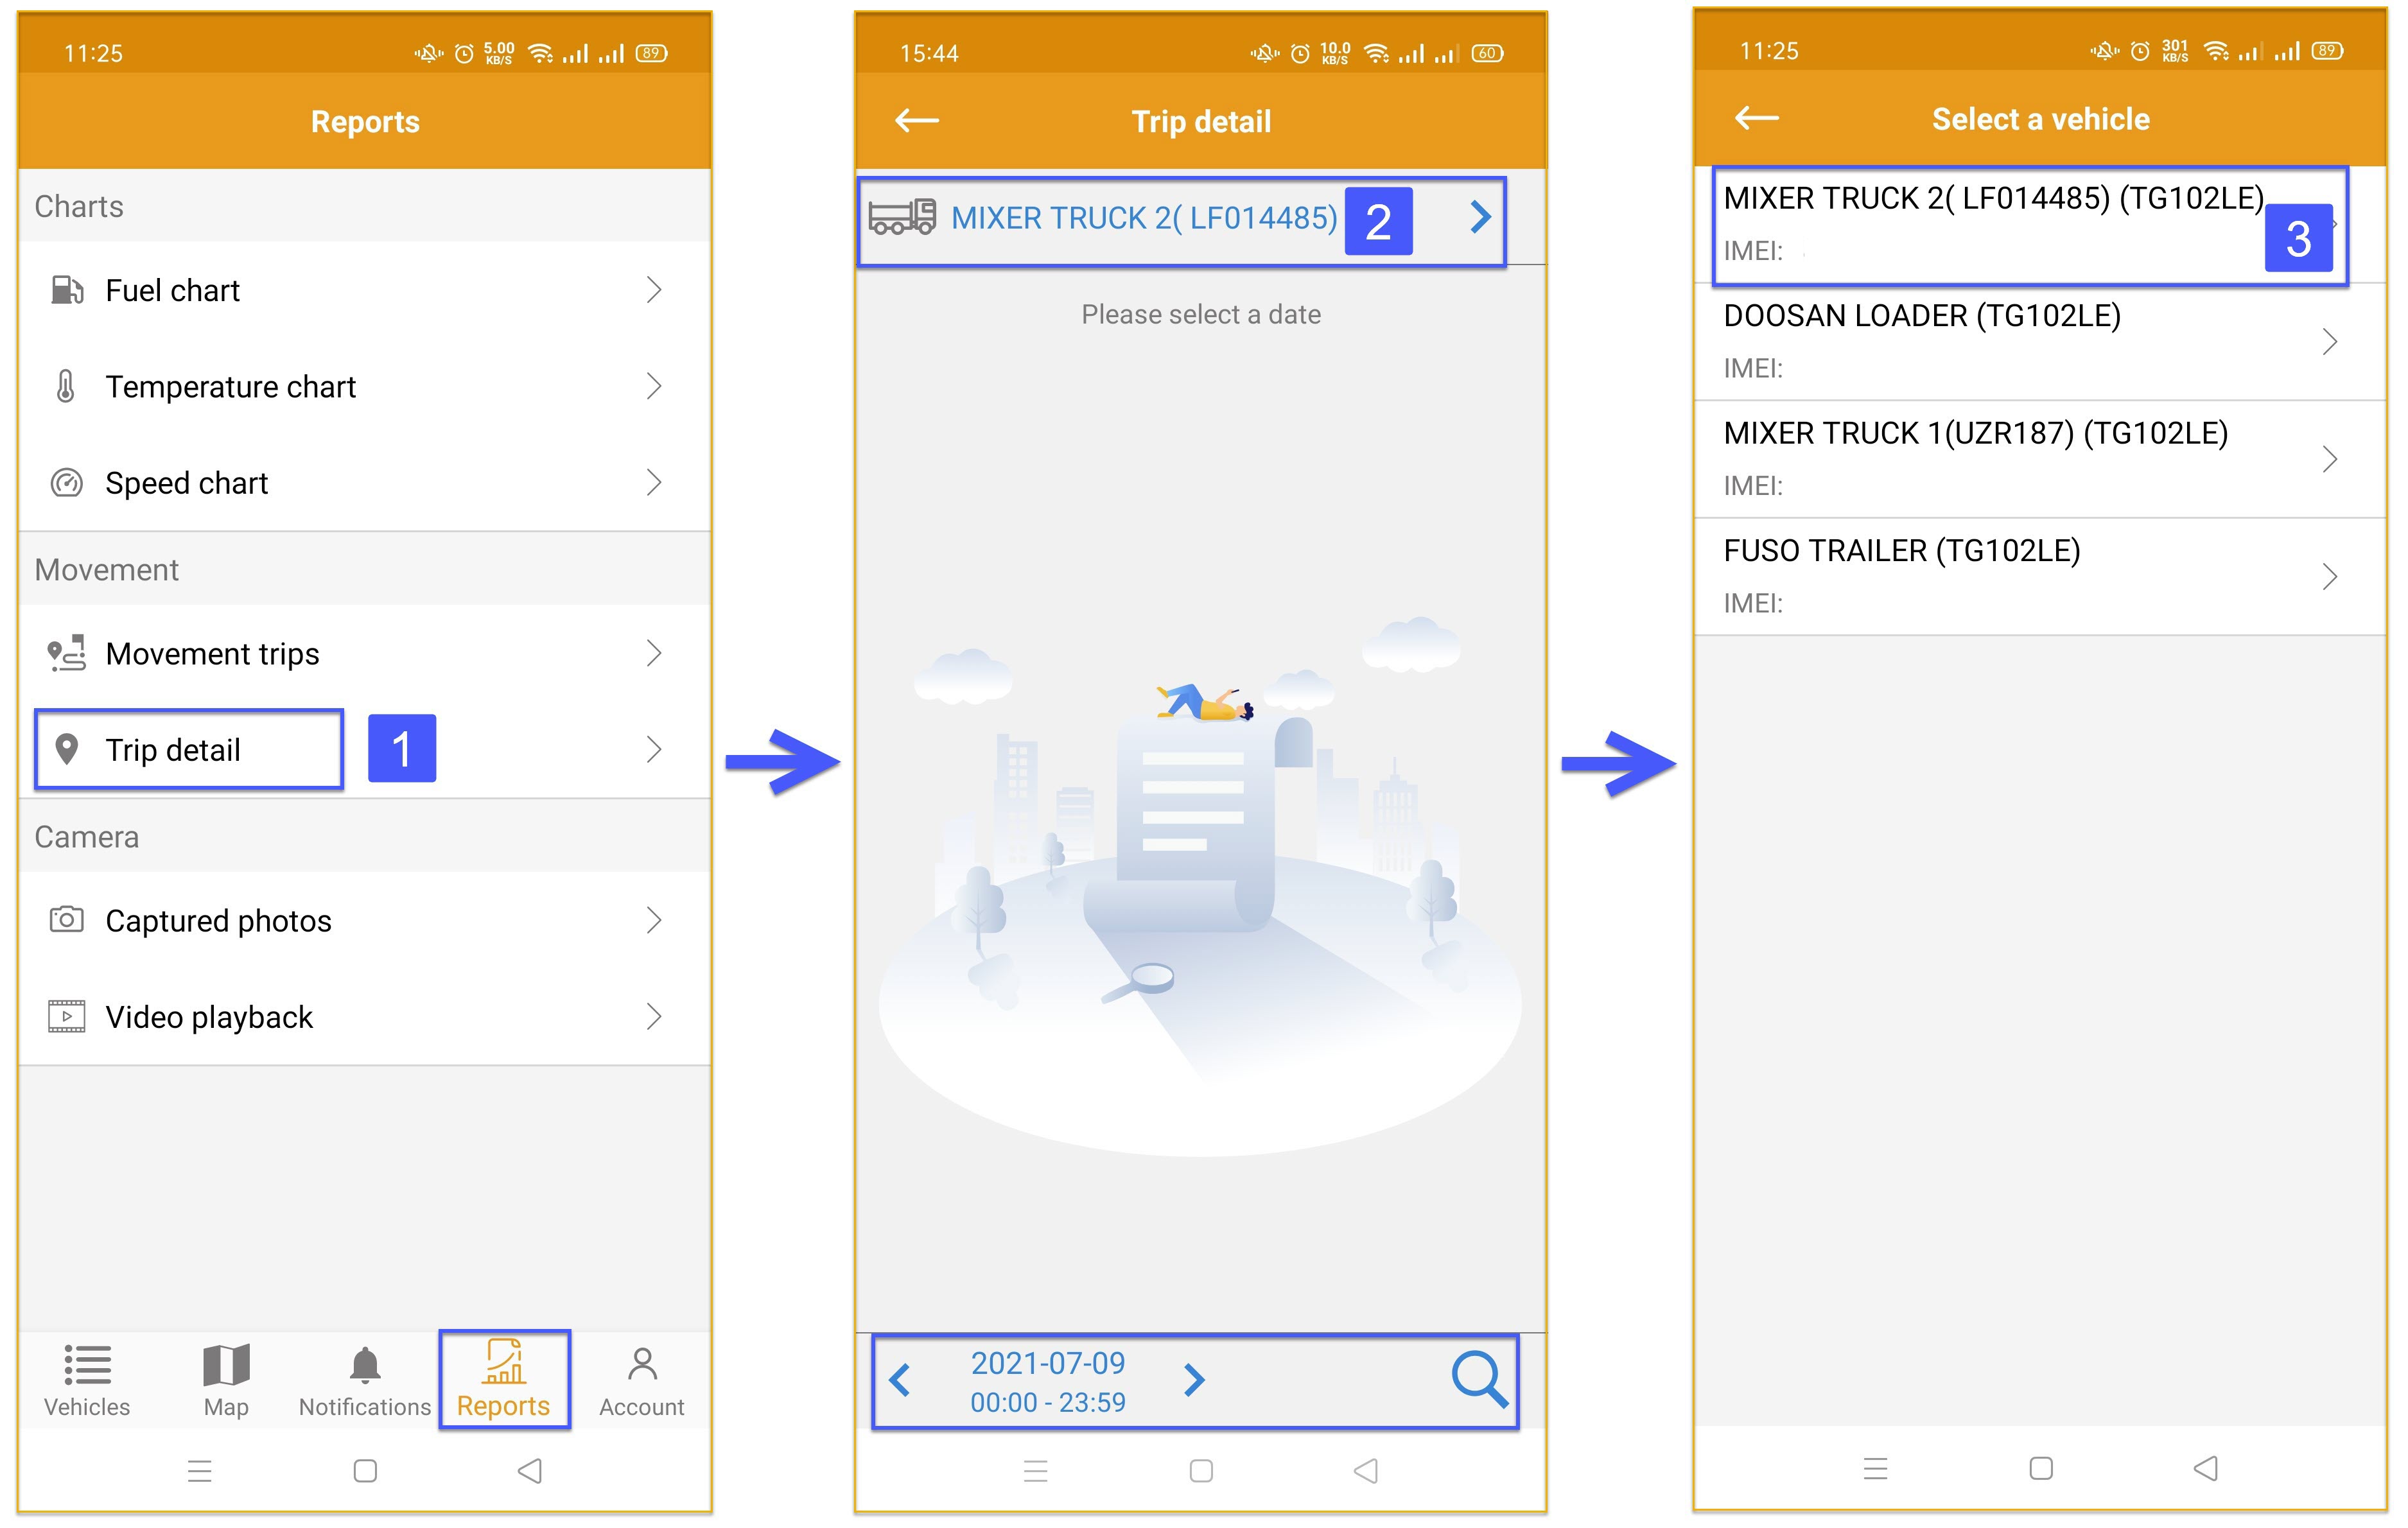 11:25
5.00
KB/S
89
Reports
Charts
Fuel chart
Temperature chart
Speed chart
Movement
Movement trips
Trip detail
1
Camera
Captured photos
Video playback
Vehicles
Map
Notifications
Reports
Account
15:44
10.0
KB/S
60
Trip detail
MIXER TRUCK 2( LF014485)
2
Please select a date
2021-07-09
00:00 - 23:59
11:25
301
KB/S
89
Select a vehicle
MIXER TRUCK 2( LF014485) (TG102LE)
IMEI:
3
DOOSAN LOADER (TG102LE)
IMEI:
MIXER TRUCK 1(UZR187) (TG102LE)
IMEI:
FUSO TRAILER (TG102LE)
IMEI: